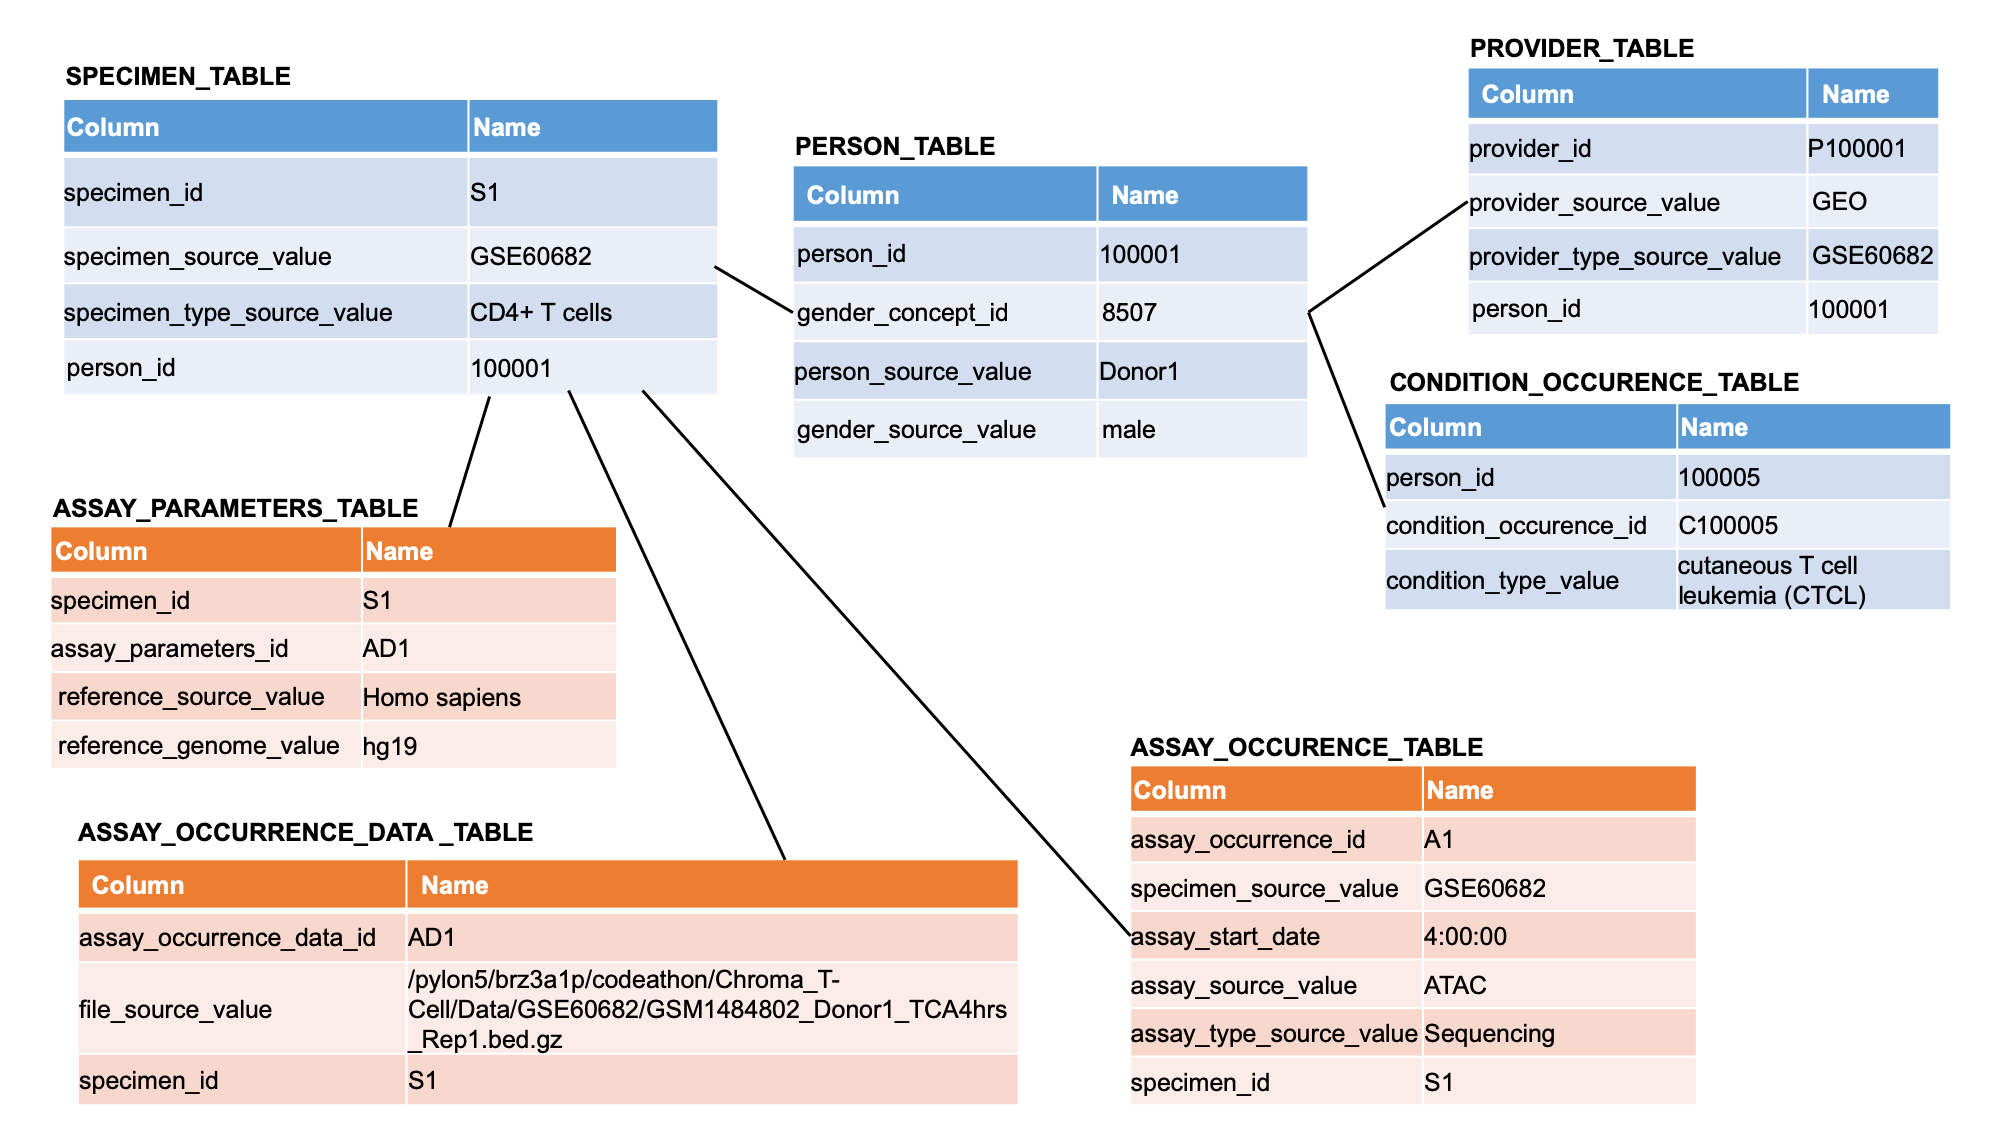 SPECIMEN_TABLE
Column Name
specimen_id S1
specimen_source_value GSE60682
specimen_type_source_value CD4+ T cells
person_id 100001
PERSON_TABLE
Column Name
person_id 100001
gender_concept_id 8507
person_source_value Donor1
gender_source_value male
PROVIDER_TABLE
Column Name
provider_id P100001
provider_source_value GEO
provider_type_source_value GSE60682
person_id 100001
CONDITION_OCCURENCE_TABLE
Column Name
person_id 100005
condition_occurence_id C100005
condition_type_value cutaneous T cell
leukemia (CTCL)
ASSAY_PARAMETERS_TABLE
Column Name
specimen_id S1
assay_parameters_id AD1
reference_source_value Homo sapiens
reference_genome_value hg19
ASSAY_OCCURRENCE_DATA _TABLE
Column Name
assay_occurrence_data_id AD1
file_source_value /pylon5/brz3a1p/codeathon/Chroma_T-
Cell/Data/GSE60682/GSM1484802_Donor1_TCA4hrs
_Rep1.bed.gz
specimen_id S1
ASSAY_OCCURENCE_TABLE
Column Name
assay_occurrence_id A1
specimen_source_value GSE60682
assay_start_date 4:00:00
assay_source_value ATAC
assay_type_source_value Sequencing
specimen_id S1